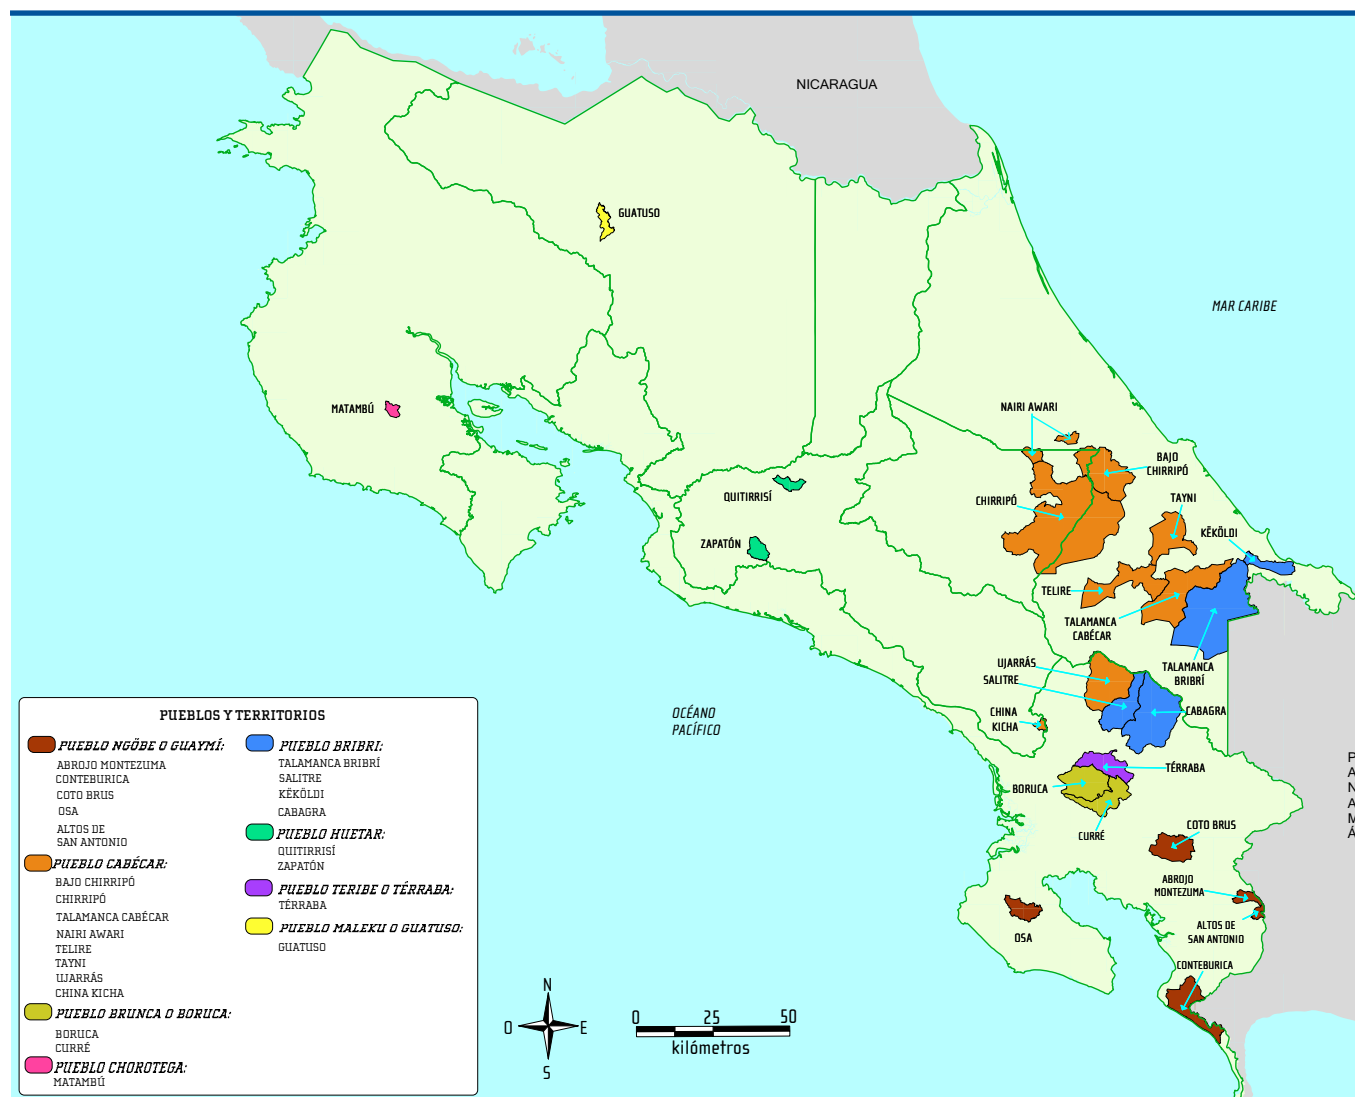 NICARAGUA
GUATUSO
MAR CARIBE
MATAMBÚ
NAIRI AWARI
BAJO
CHIRRIPÓ
QUITIRRISÍ
CHIRRIPÓ
TAYNI
ZAPATÓN
KËKÖLDI
TELIRE
TALAMANCA
CABÉCAR
UJARRÁS
SALITRE
TALAMANCA
BRIBRÍ
CHINA
KICHA
CABAGRA
OCÉANO
PACÍFICO
TÉRRABA
BORUCA
CURRÉ
COTO BRUS
ABROJO
MONTEZUMA
ALTOS DE
SAN ANTONIO
OSA
CONTEBURICA
P
A
N
A
M
Á
PUEBLOS Y TERRITORIOS
PUEBLO NGÖBE O GUAYMÍ:
ABROJO MONTEZUMA
CONTEBURICA
COTO BRUS
OSA
ALTOS DE
SAN ANTONIO
PUEBLO CABÉCAR:
BAJO CHIRRIPÓ
CHIRRIPÓ
TALAMANCA CABÉCAR
NAIRI AWARI
TELIRE
TAYNI
UJARRÁS
CHINA KICHA
PUEBLO BRUNCA O BORUCA:
BORUCA
CURRÉ
PUEBLO CHOROTEGA:
MATAMBÚ
PUEBLO BRIBRI:
TALAMANCA BRIBRÍ
SALITRE
KËKÖLDI
CABAGRA
PUEBLO HUETAR:
QUITIRRISÍ
ZAPATÓN
PUEBLO TERIBE O TÉRRABA:
TÉRRABA
PUEBLO MALEKU O GUATUSO:
GUATUSO
N
O E
S
0 25 50
kilómetros